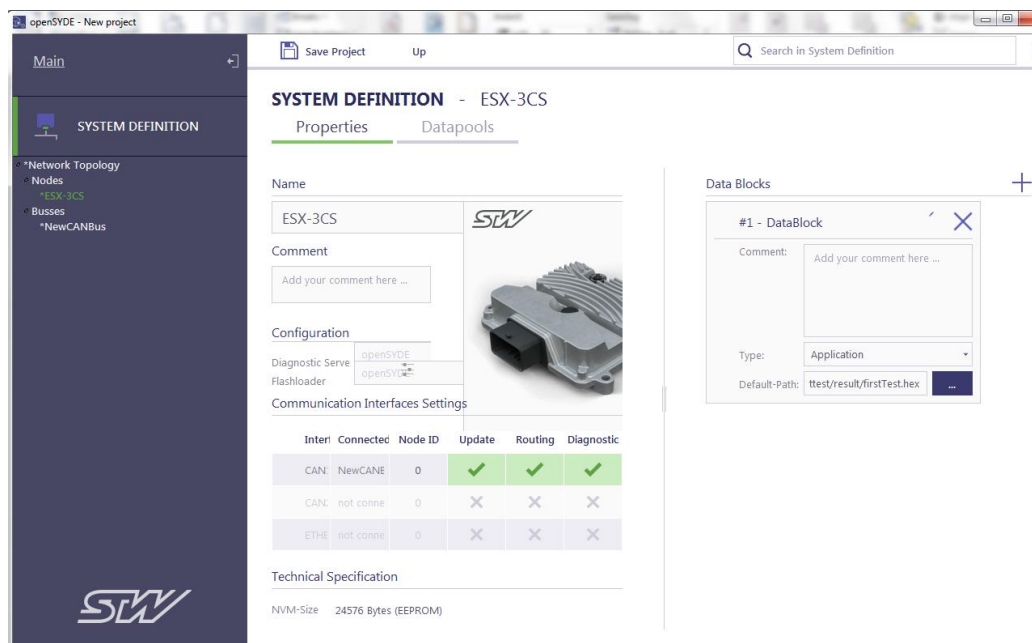 openSYDE - New project
Main
Save Project
Up
Search in System Definition
SYSTEM DEFINITION
*Network Topology
Nodes
*ESX-3CS
Busses
*NewCANBus
STW
SYSTEM DEFINITION - ESX-3CS
Properties
Datapools
Name
ESX-3CS
STW
Comment
Add your comment here ...
Configuration
Diagnostic Serve
openSYDE
Flashloader
Communication Interfaces Settings
Connected Node ID Update Routing Diagnostic
NewCANE 0
not conne 0
ETHE not conne 0
Technical Specification
NVM-Size 24576 Bytes (EEPROM)
Data Blocks
#1 - DataBlock
Comment:
Add your comment here ...
Type:
Application
Default-Path:
ttest/result/firstTest.hex
...